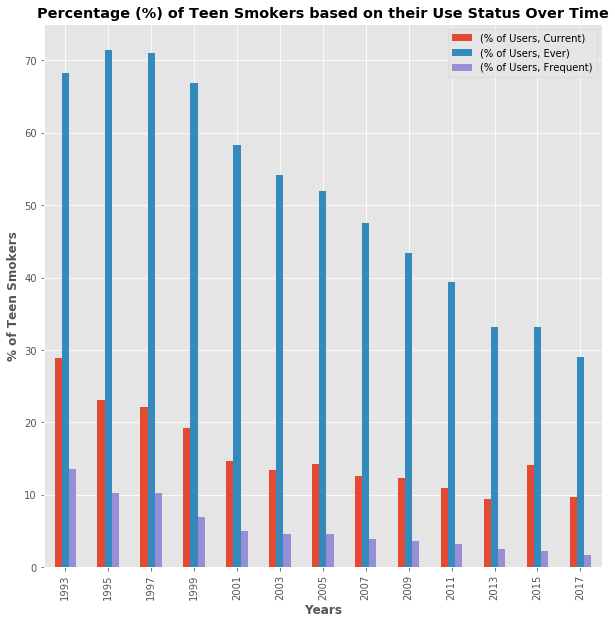 Percentage (%) of Teen Smokers based on their Use Status Over Time
(% of Users, Current)
(% of Users, Ever)
(% of Users, Frequent)
% of Teen Smokers
70
60
50
40
30
20
10
0
1993 1995 1997 1999 2001 2003 2005 2007 2009 2011 2013 2015 2017
Years